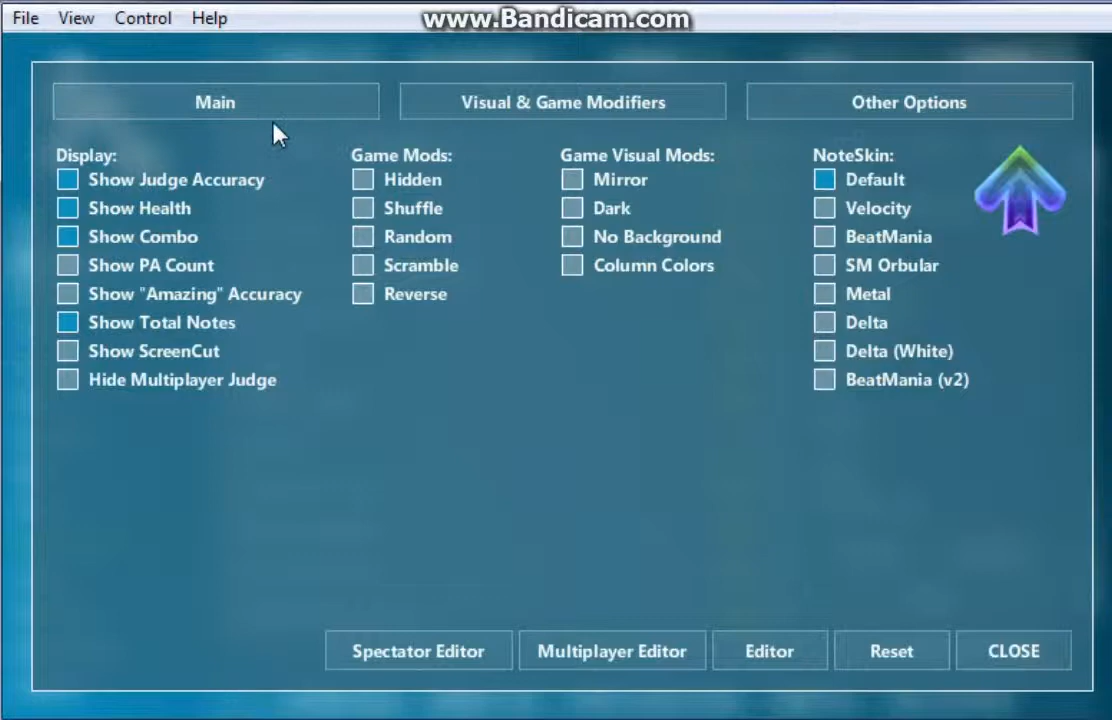 File View Control Help
www.Bandicam.com
Main
Visual & Game Modifiers
Other Options
Display:
Show Judge Accuracy
Show Health
Show Combo
Show PA Count
Show "Amazing" Accuracy
Show Total Notes
Show ScreenCut
Hide Multiplayer Judge
Game Mods:
Hidden
Shuffle
Random
Scramble
Reverse
Game Visual Mods:
Mirror
Dark
No Background
Column Colors
NoteSkin:
Default
Velocity
BeatMania
SM Orbular
Metal
Delta
Delta (White)
BeatMania (v2)
Spectator Editor
Multiplayer Editor
Editor
Reset
CLOSE